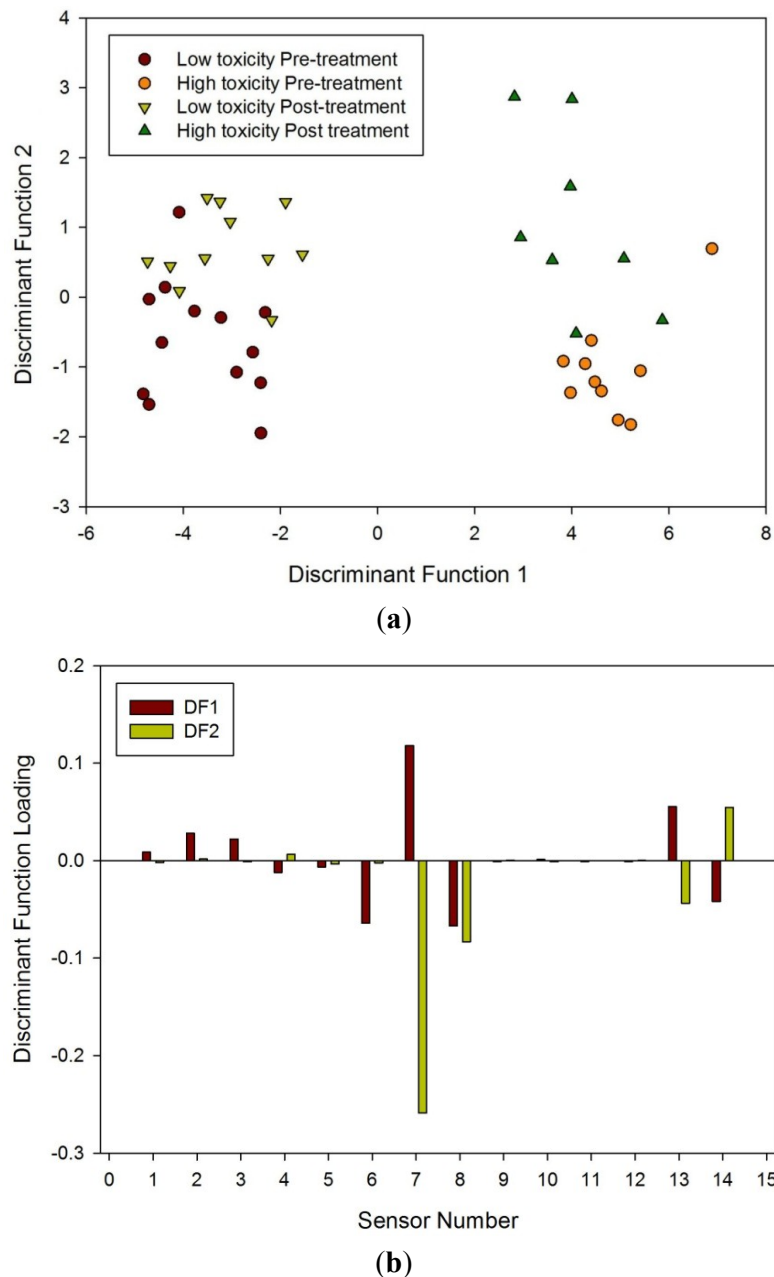 4
Low toxicity Pre-treatment
3
High toxicity Pre-treatment
Low toxicity Post-treatment
High toxicity Post treatment
2
1
0
-1
-2
-3
Discriminant Function 2
-6 -4 -2 0 2 4 6 8
Discriminant Function 1
(a)
0.2
DF1
DF2
0.1
0.0
-0.1
-0.2
-0.3
Discriminant Function Loading
0 1 2 3 4 5 6 7 8 9 10 11 12 13 14 15
Sensor Number
(b)